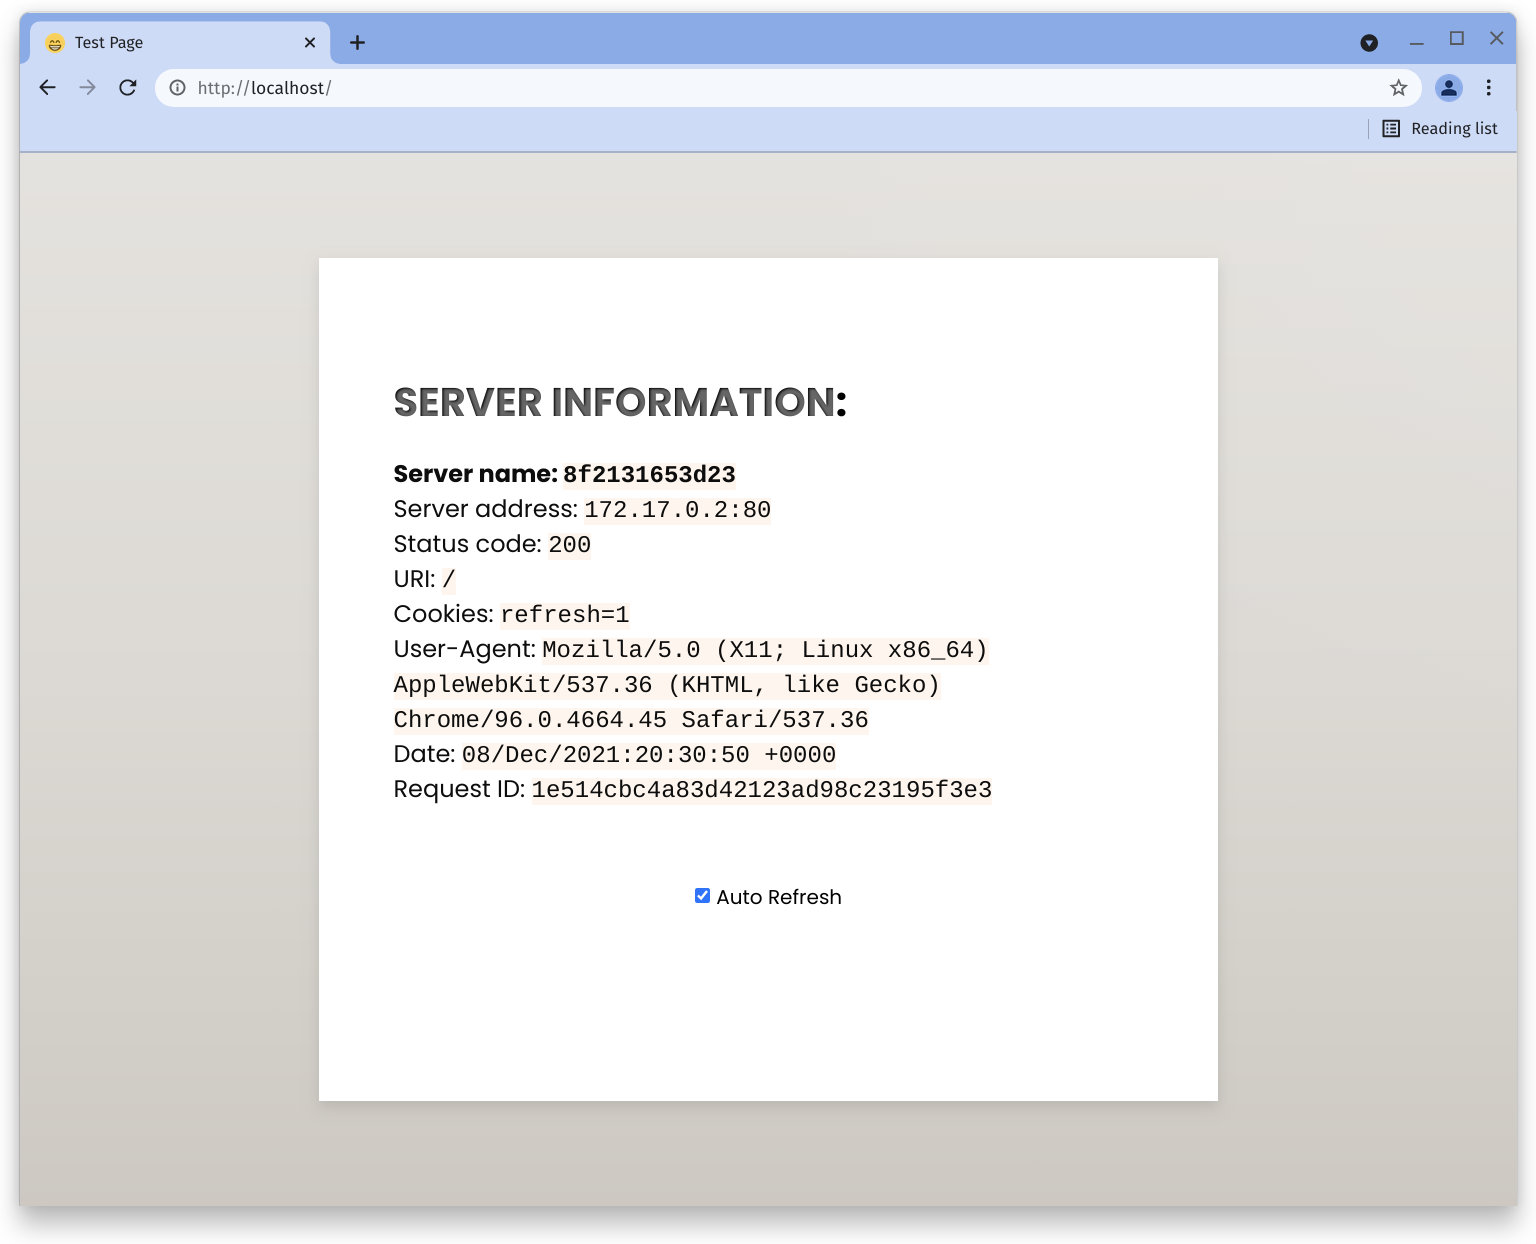 Test Page
http://localhost/
Reading list
SERVER INFORMATION:
Server name: 8f2131653d23
Server address: 172.17.0.2:80
Status code: 200
URI: /
Cookies: refresh=1
User-Agent: Mozilla/5.0 (X11; Linux x86_64)
AppleWebKit/537.36 (KHTML, like Gecko)
Chrome/96.0.4664.45 Safari/537.36
Date: 08/Dec/2021:20:30:50 +0000
Request ID: 1e514cbc4a83d42123ad98c23195f3e3
Auto Refresh